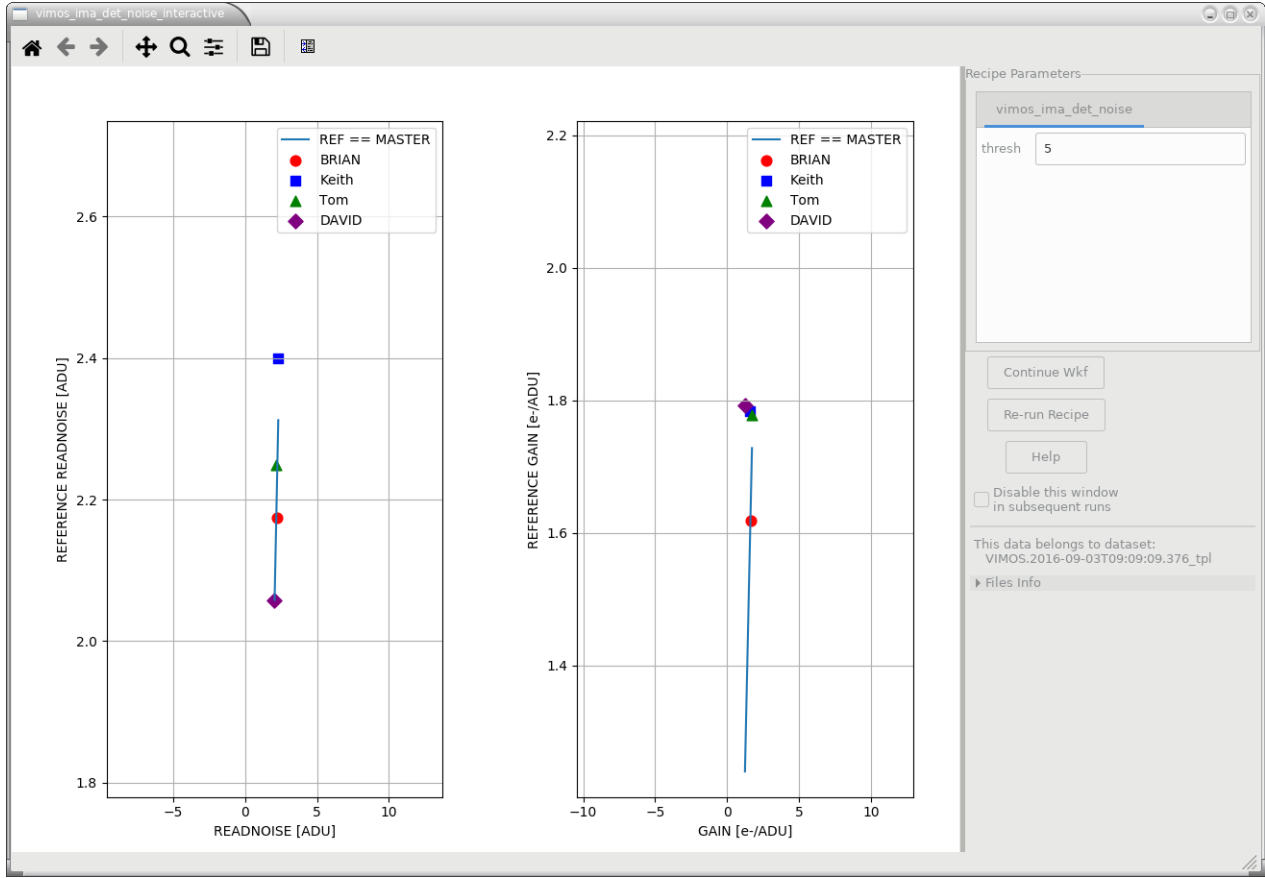 vimos_ima_det_noise_interactive
REF == MASTER
BRIAN
Keith
Tom
DAVID
2.6
2.4
2.2
2.0
1.8
REFERENCE READNOISE [ADU]
−5
0
5
10
READNOISE [ADU]
REF == MASTER
BRIAN
Keith
Tom
DAVID
2.2
2.0
1.8
1.6
1.4
REFERENCE GAIN [e-/ADU]
−10
−5
0
5
10
GAIN [e-/ADU]
Recipe Parameters
vimos_ima_det_noise
thresh 5
Continue Wkf
Re-run Recipe
Help
Disable this window
in subsequent runs
This data belongs to dataset:
VIMOS.2016-09-03T09:09:09.376_tpl
Files Info